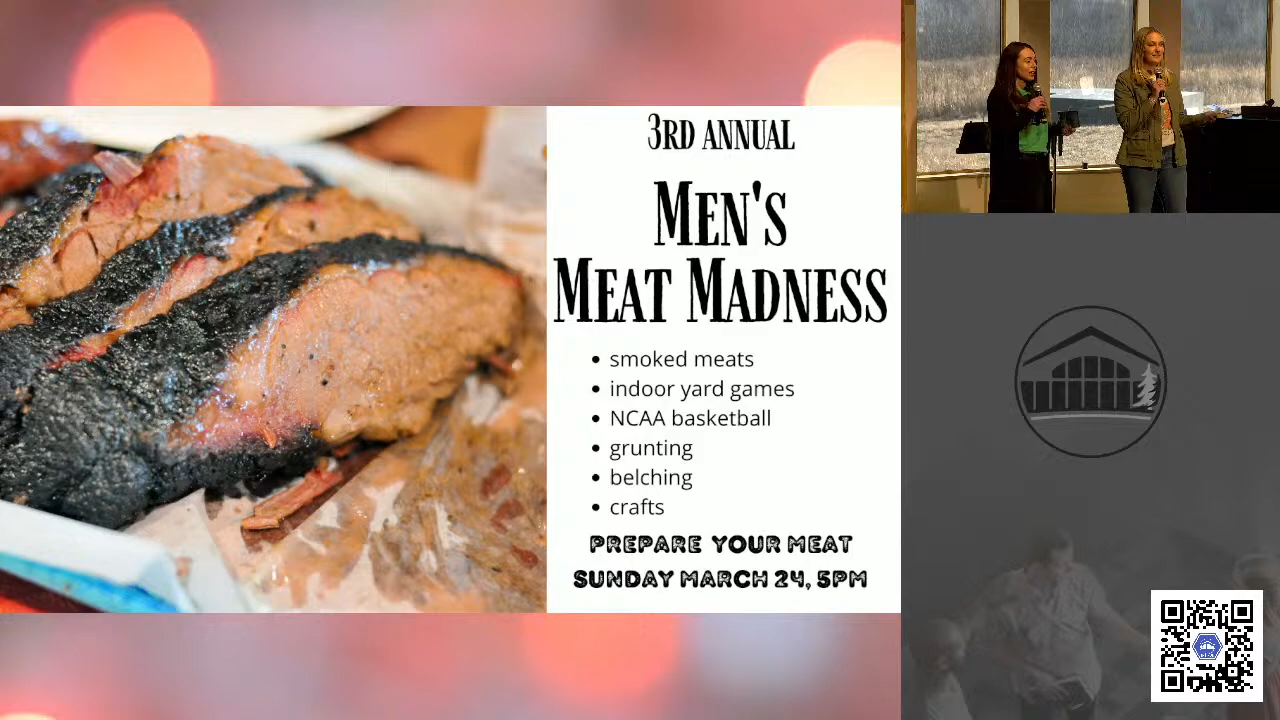 3RD ANNUAL
MEN'S
MEAT MADNESS
• smoked meats
• indoor yard games
• NCAA basketball
• grunting
• belching
• crafts
PREPARE YOUR MEAT
SUNDAY MARCH 24, 5PM